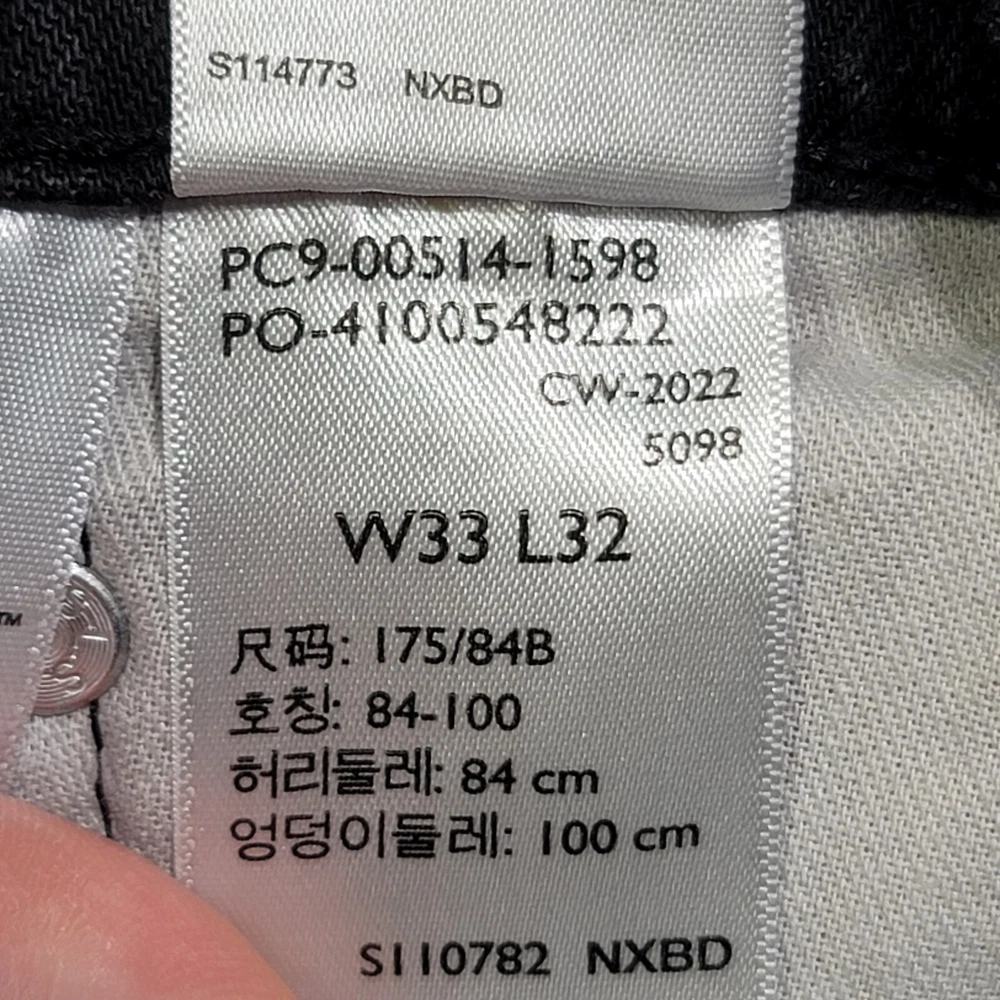 S114773 NXBD
PC9-00514-1598
PO-4100548222
CW-2022
5098
W33 L32
TM
尺码: 175/84B
호칭: 84-100
허리둘레: 84 cm
엉덩이둘레: 100 cm
S110782 NXBD